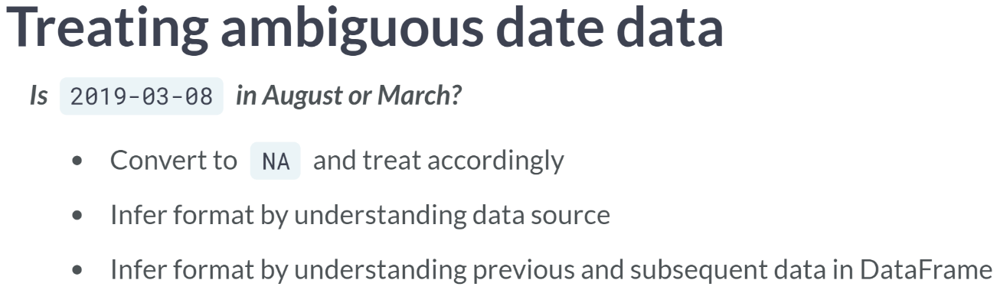 Treating ambiguous date data
Is 2019-03-08 in August or March?
• Convert to NA and treat accordingly
• Infer format by understanding data source
• Infer format by understanding previous and subsequent data in DataFrame